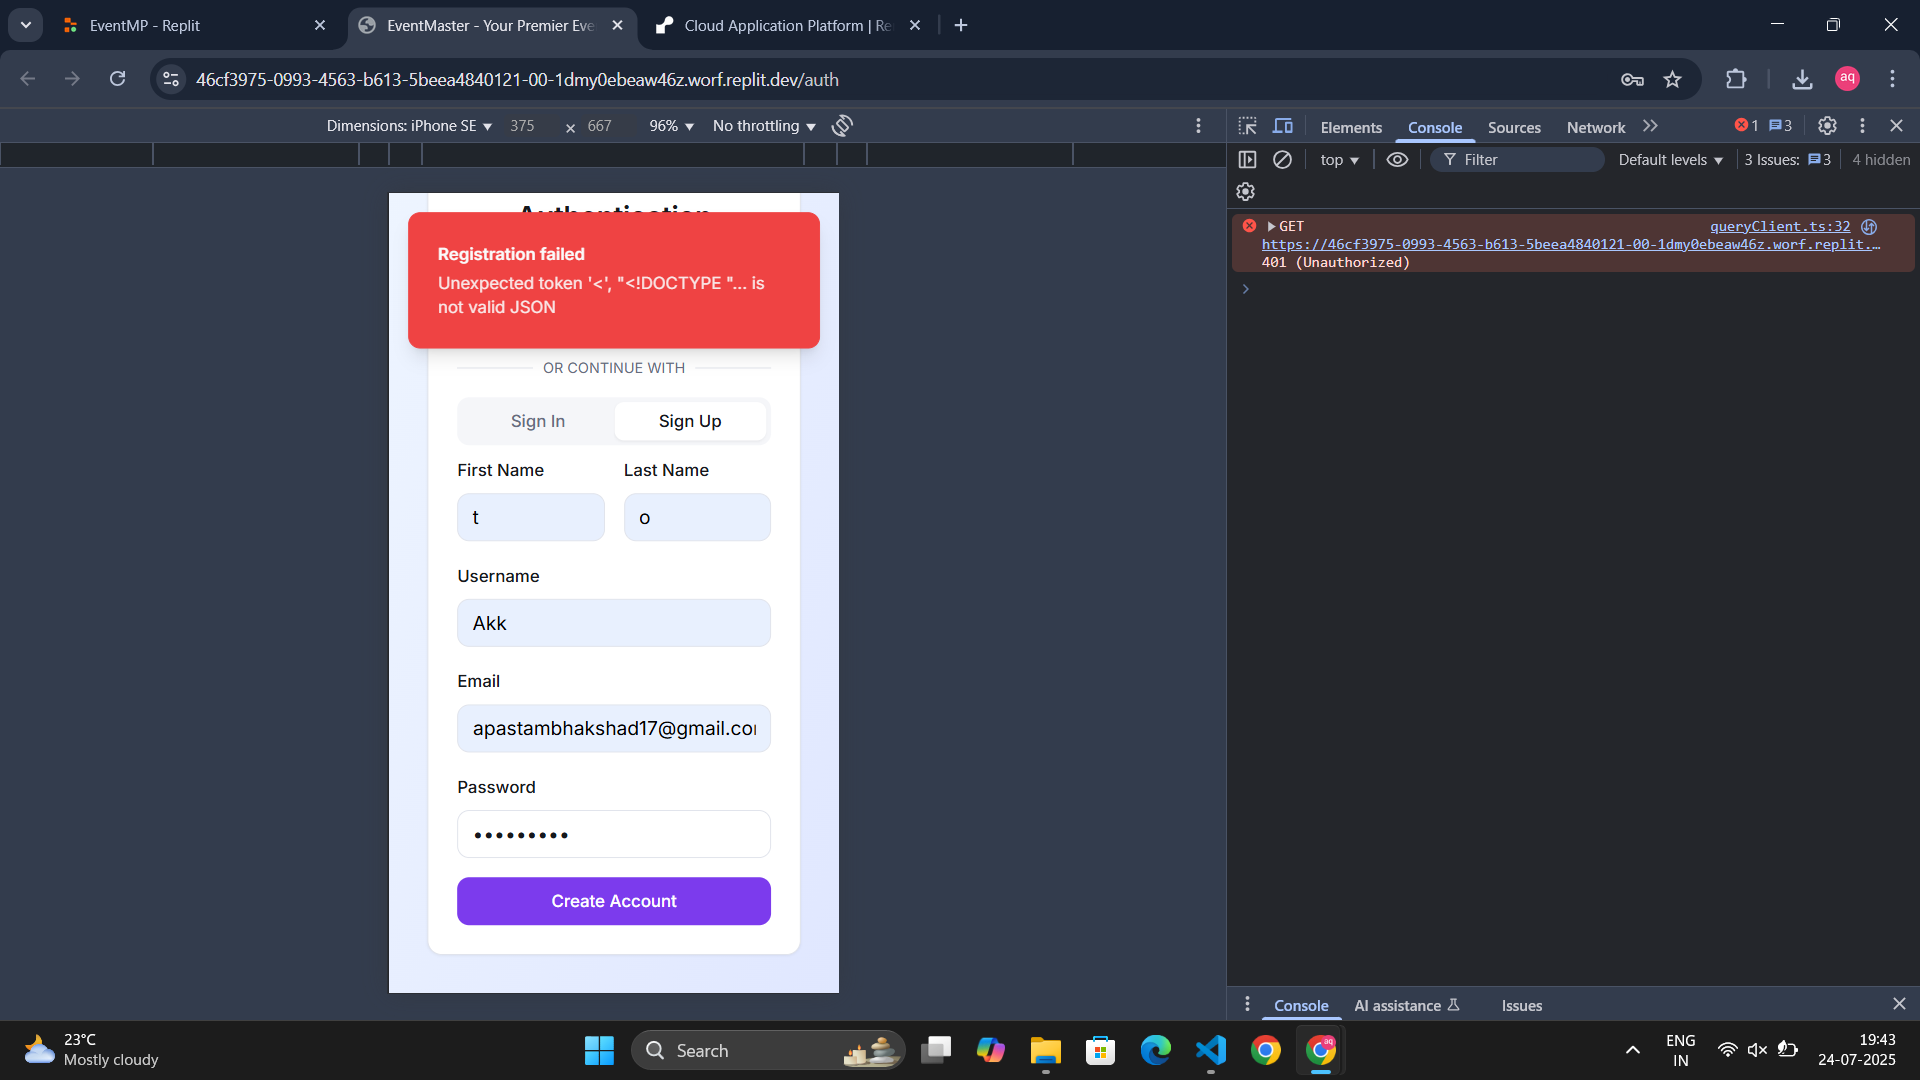 EventMP - Replit
EventMaster - Your Premier Eve
Cloud Application Platform | Re
46cf3975-0993-4563-b613-5beea4840121-00-1dmy0ebeaw46z.worf.replit.dev/auth
aq
Dimensions: iPhone SE 375 x 667 96% No throttling
Elements Console Sources Network 1 3
top Filter Default levels 3 Issues: 3 4 hidden
GET queryClient.ts:32
https://46cf3975-0993-4563-b613-5beea4840121-00-1dmy0ebeaw46z.worf.replit.…
401 (Unauthorized)
Authentication
Registration failed
Unexpected token '<', "<!DOCTYPE "... is
not valid JSON
OR CONTINUE WITH
Sign In Sign Up
First Name Last Name
t o
Username
Akk
Email
apastambhakshad17@gmail.co
Password
•••••••••
Create Account
Console AI assistance Issues
23°C
Mostly cloudy
Search
aq
ENG
IN
19:43
24-07-2025